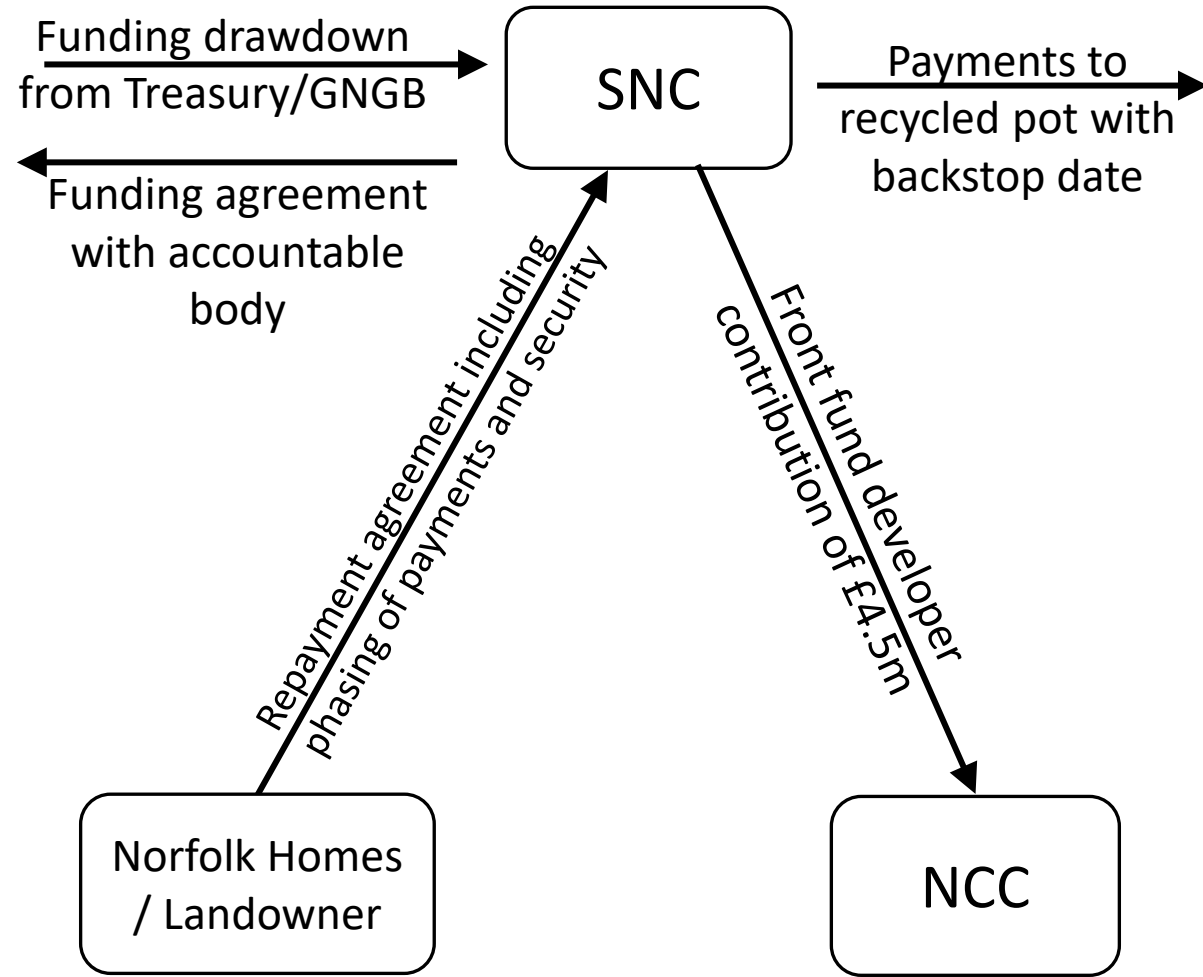 Funding drawdown
from Treasury/GNGB
SNC
Payments to
recycled pot with
backstop date
Funding agreement
with accountable
body
Repayment agreement including
phasing of payments and security
Front fund developer
contribution of £4.5m
Norfolk Homes
/ Landowner
NCC